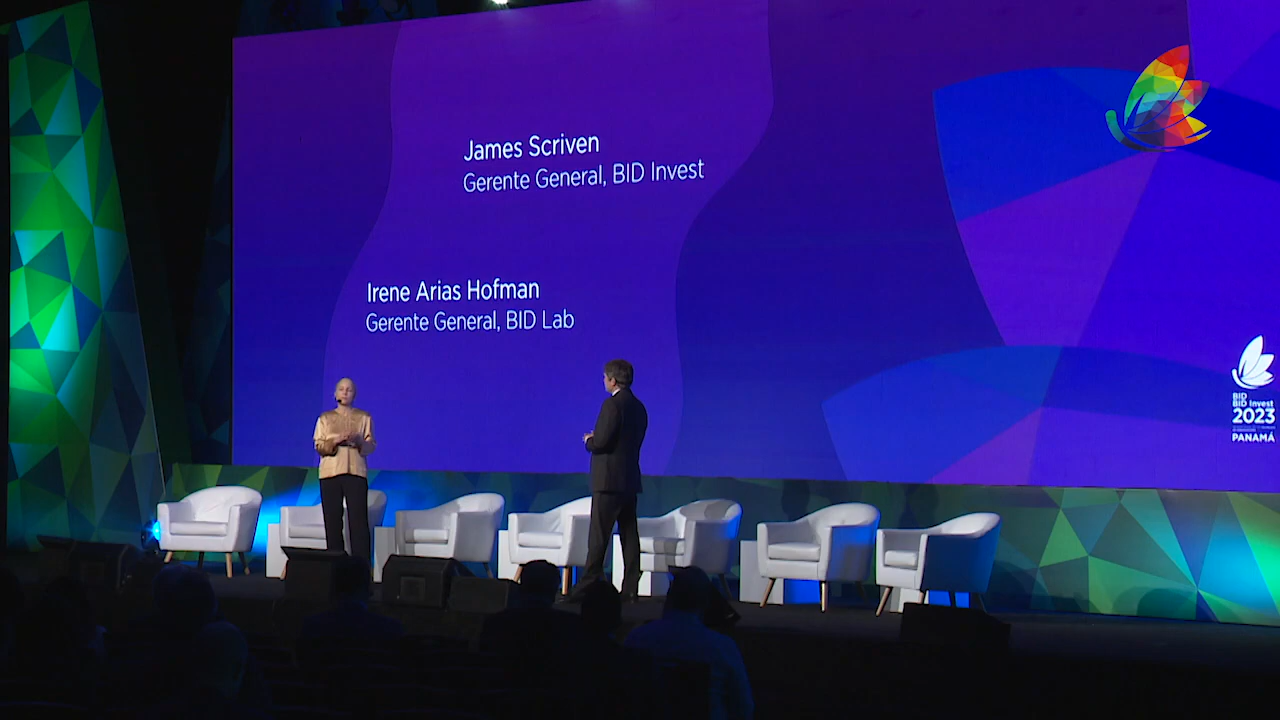 James Scriven
Gerente General, BID Invest
Irene Arias Hofman
Gerente General, BID Lab
BID
BID Invest
2023
PANAMÁ